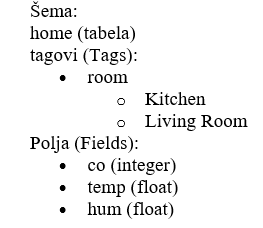 Šema:
home (tabela)
tagovi (Tags):
• room
o Kitchen
o Living Room
Polja (Fields):
• co (integer)
• temp (float)
• hum (float)